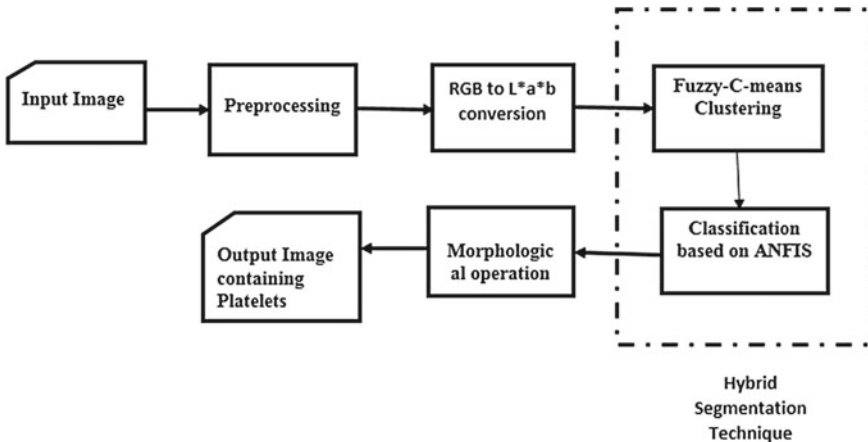 Input Image
Preprocessing
RGB to L*a*b
conversion
Fuzzy-C-means
Clustering
Classification
based on ANFIS
Morphologic
al operation
Output Image
containing
Platelets
Hybrid
Segmentation
Technique